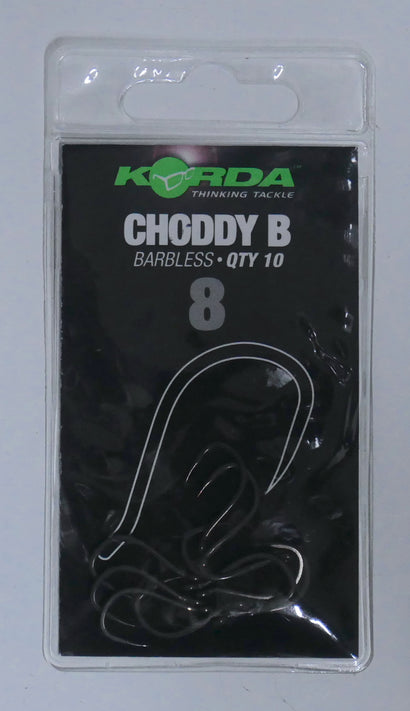 KORDA
THINKING TACKLE
CHODDY B
BARBLESS • QTY 10
8